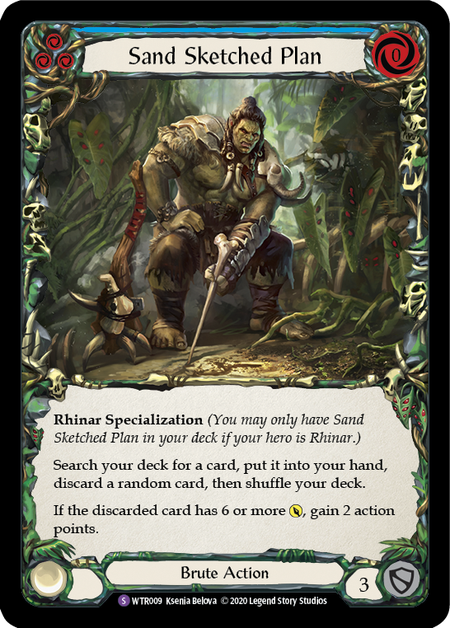 Sand Sketched Plan
0
Rhinar Specialization (You may only have Sand
Sketched Plan in your deck if your hero is Rhinar.)
Search your deck for a card, put it into your hand,
discard a random card, then shuffle your deck.
If the discarded card has 6 or more , gain 2 action
points.
Brute Action
3
S WTR009 Ksenia Belova ©2020 Legend Story Studios